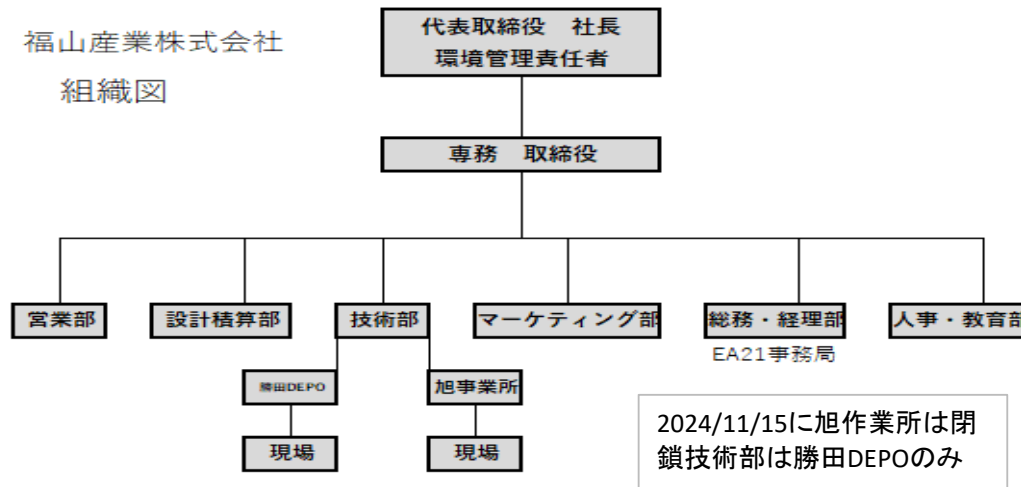 福山産業株式会社
組織図
代表取締役　社長
環境管理責任者
専務　取締役
営業部
設計積算部
技術部
マーケティング部
総務・経理部
人事・教育部
EA21事務局
勝田DEPO
旭事業所
現場
現場
2024/11/15に旭作業所は閉
鎖技術部は勝田DEPOのみ